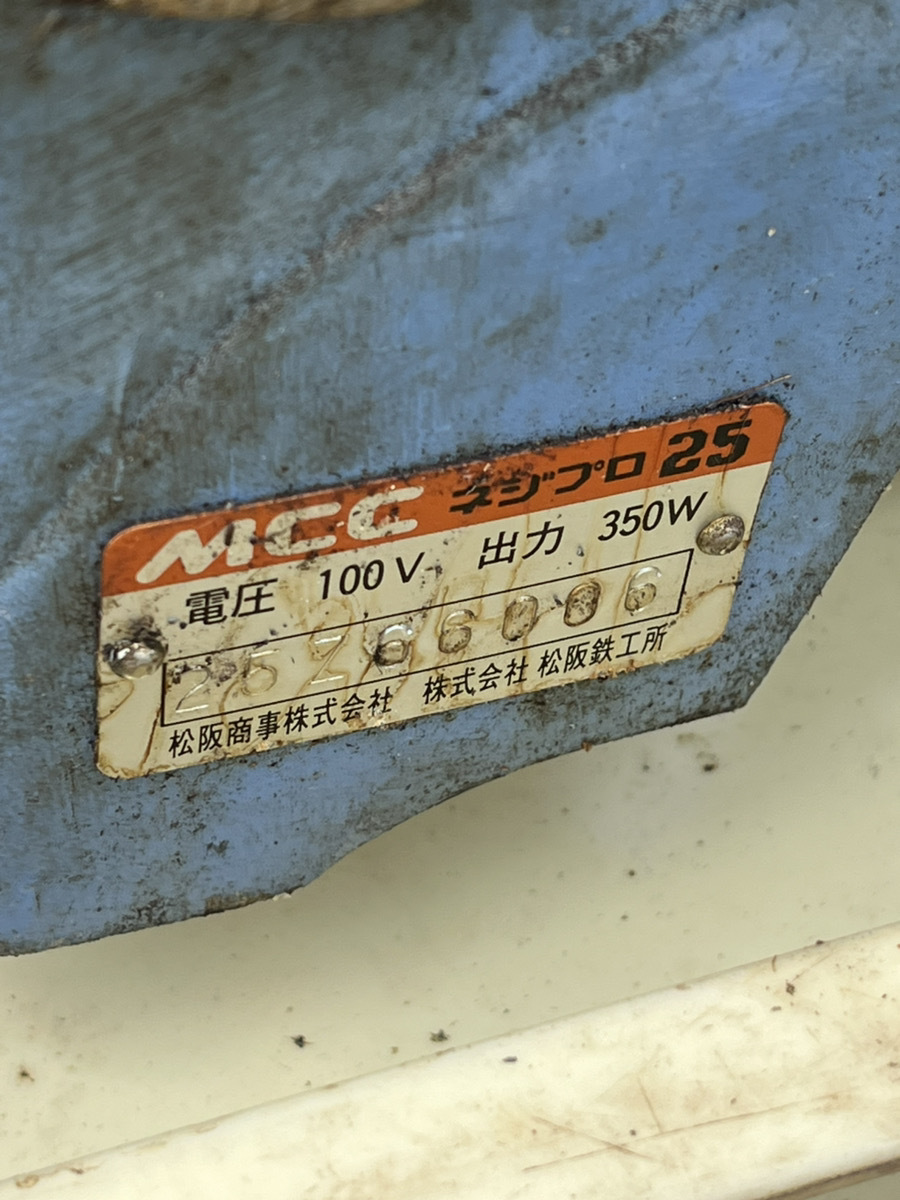 MCC ネジプロ 25
電圧 100V 出力 350W
松阪商事株式会社 株式会社 松阪鉄工所